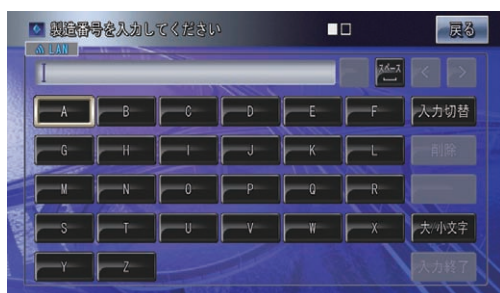 製造番号を入力してください 戻る
LAN
スペース < >
A B C D E F 入力切替
G H I J K L 削除
M N O P Q R
S T U V W X 大/小文字
Y Z 入力終了